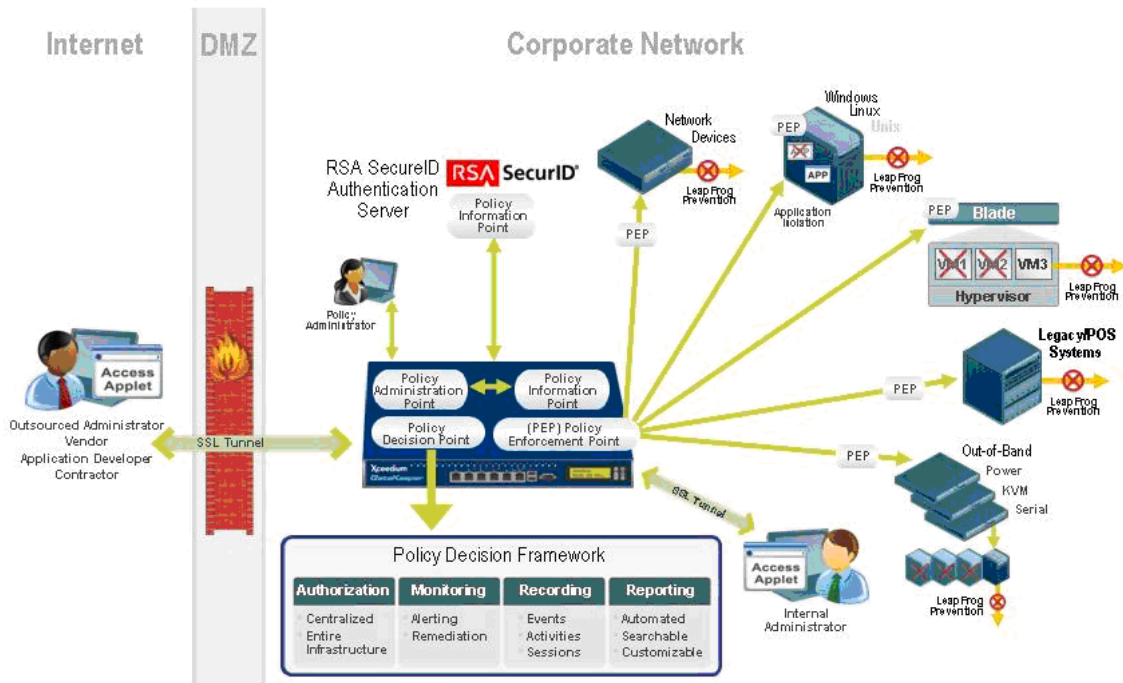 Internet
DMZ
Corporate Network
RSA SecureID
Authentication
Server
RSA SecurID®
Policy
Information
Point
Policy
Administrator
Network
Devices
PEP
Leap Frog
Prevention
Windows
Linux
Unix
PEP
APP
APP
Application
Isolation
Leap Frog
Prevention
PEP
Blade
VM1
VM2
VM3
Hypervisor
Leap Frog
Prevention
Legacy/POS
Systems
PEP
Leap Frog
Prevention
PEP
Out-of-Band
Power
KVM
Serial
Leap Frog
Prevention
Access
Applet
Outsourced Administrator
Vendor
Application Developer
Contractor
SSL Tunnel
Policy
Administration
Point
Policy
Information
Point
Policy
Decision Point
(PEP) Policy
Enforcement Point
Xceedium
GateKeeper
SSL Tunnel
Access
Applet
Internal
Administrator
Policy Decision Framework
Authorization
Centralized
Entire
Infrastructure
Monitoring
Alerting
Remediation
Recording
Events
Activities
Sessions
Reporting
Automated
Searchable
Customizable